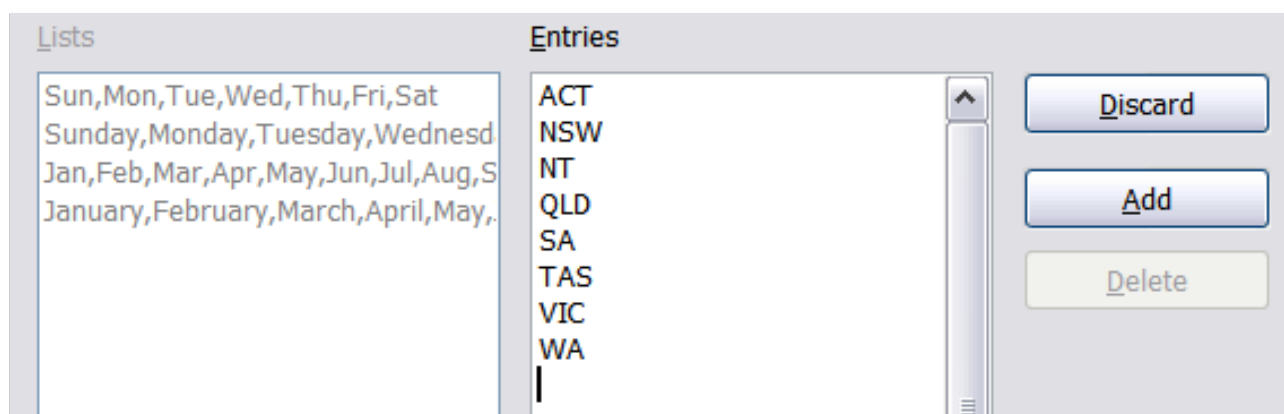 Lists
Sun,Mon,Tue,Wed,Thu,Fri,Sat
Sunday,Monday,Tuesday,Wednesd
Jan,Feb,Mar,Apr,May,Jun,Jul,Aug,S
January,February,March,April,May,.
Entries
ACT
NSW
NT
QLD
SA
TAS
VIC
WA
Discard
Add
Delete